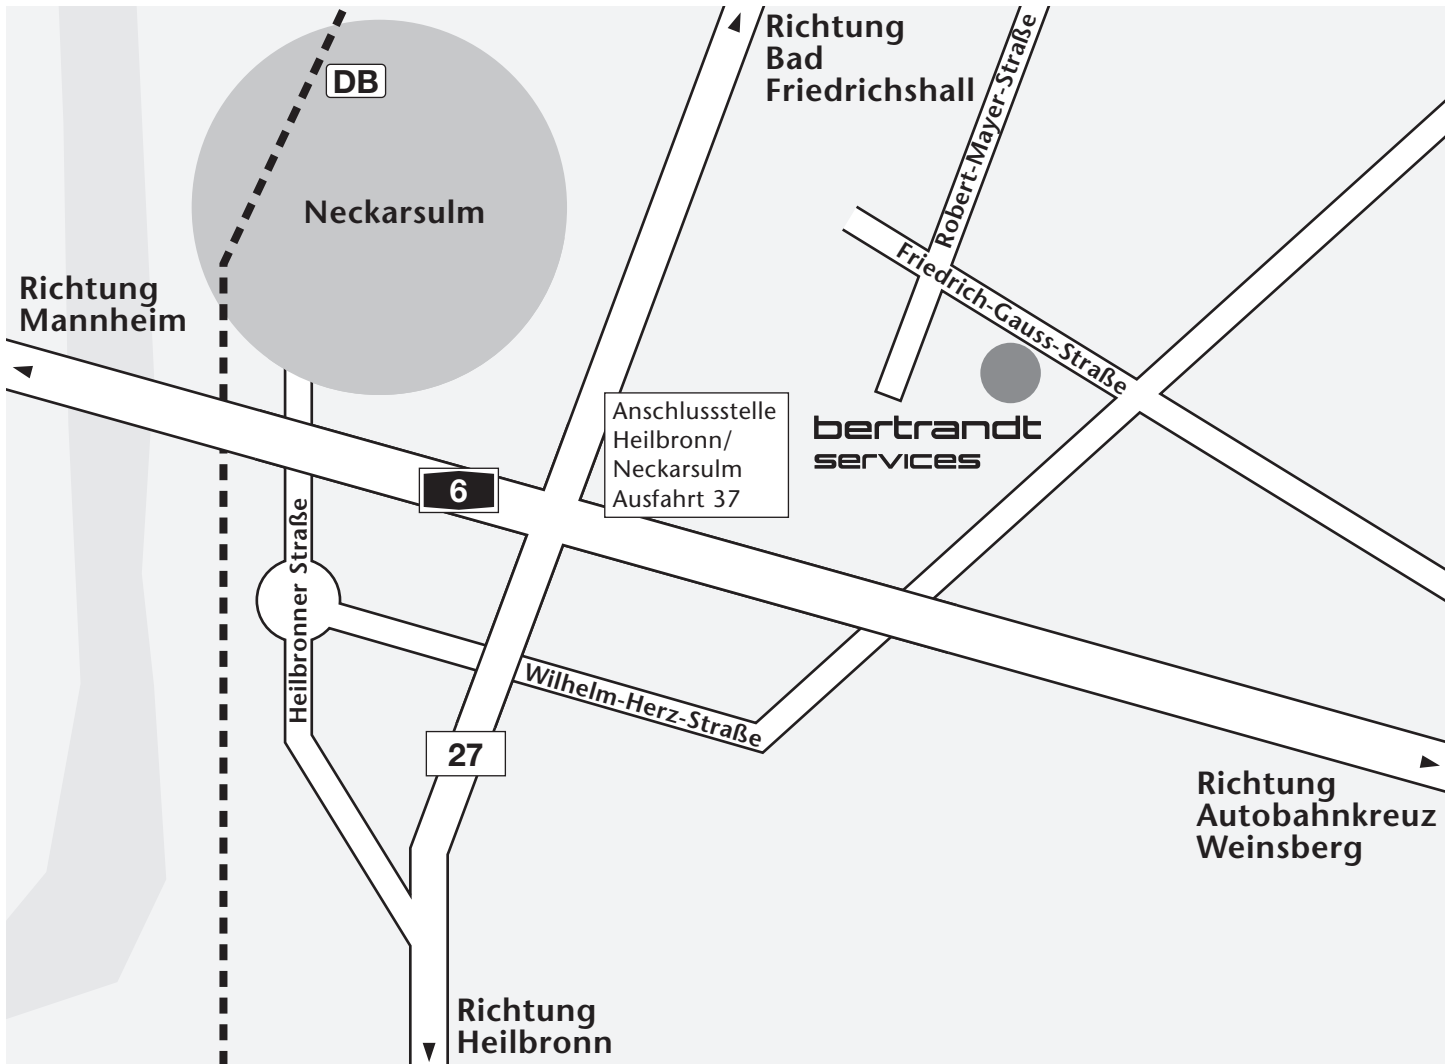 Richtung
Bad
Friedrichshall
DB
Robert-Mayer-Straße
Neckarsulm
Friedrich-Gauss-Straße
Richtung
Mannheim
Anschlussstelle
Heilbronn/
Neckarsulm
Ausfahrt 37
bertrandt
services
6
Heilbronner Straße
Wilhelm-Herz-Straße
27
Richtung
Autobahnkreuz
Weinsberg
Richtung
Heilbronn